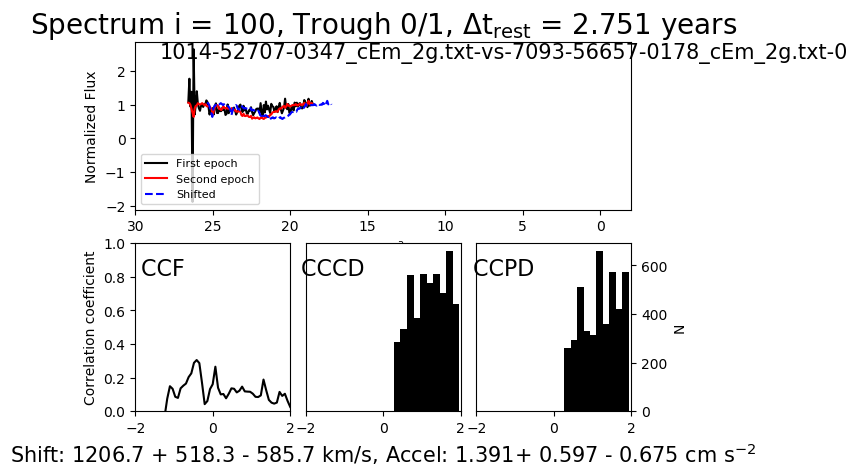 Spectrum i = 100, Trough 0/1, Δt_rest = 2.751 years
1014-52707-0347_cEm_2g.txt-vs-7093-56657-0178_cEm_2g.txt-0
Normalized Flux
2
1
0
−1
−2
First epoch
Second epoch
Shifted
30 25 20 15 10 5 0
Correlation coefficient
1.0
0.8
0.6
0.4
0.2
0.0
CCF
CCCD
CCPD
600
400
200
0
N
−2 0 2 −2 0 −2 0 2
Shift: 1206.7 + 518.3 - 585.7 km/s, Accel: 1.391+ 0.597 - 0.675 cm s⁻²